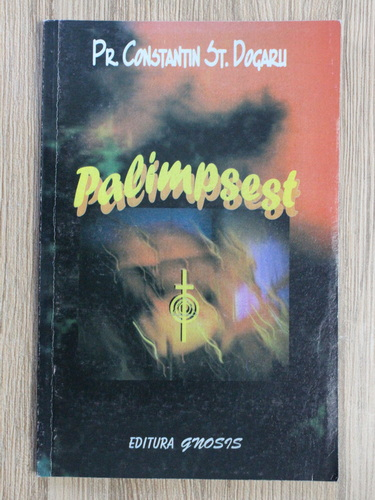 Pr. Constantin St. Dogaru
Palimpsest
EDITURA GNOSIS